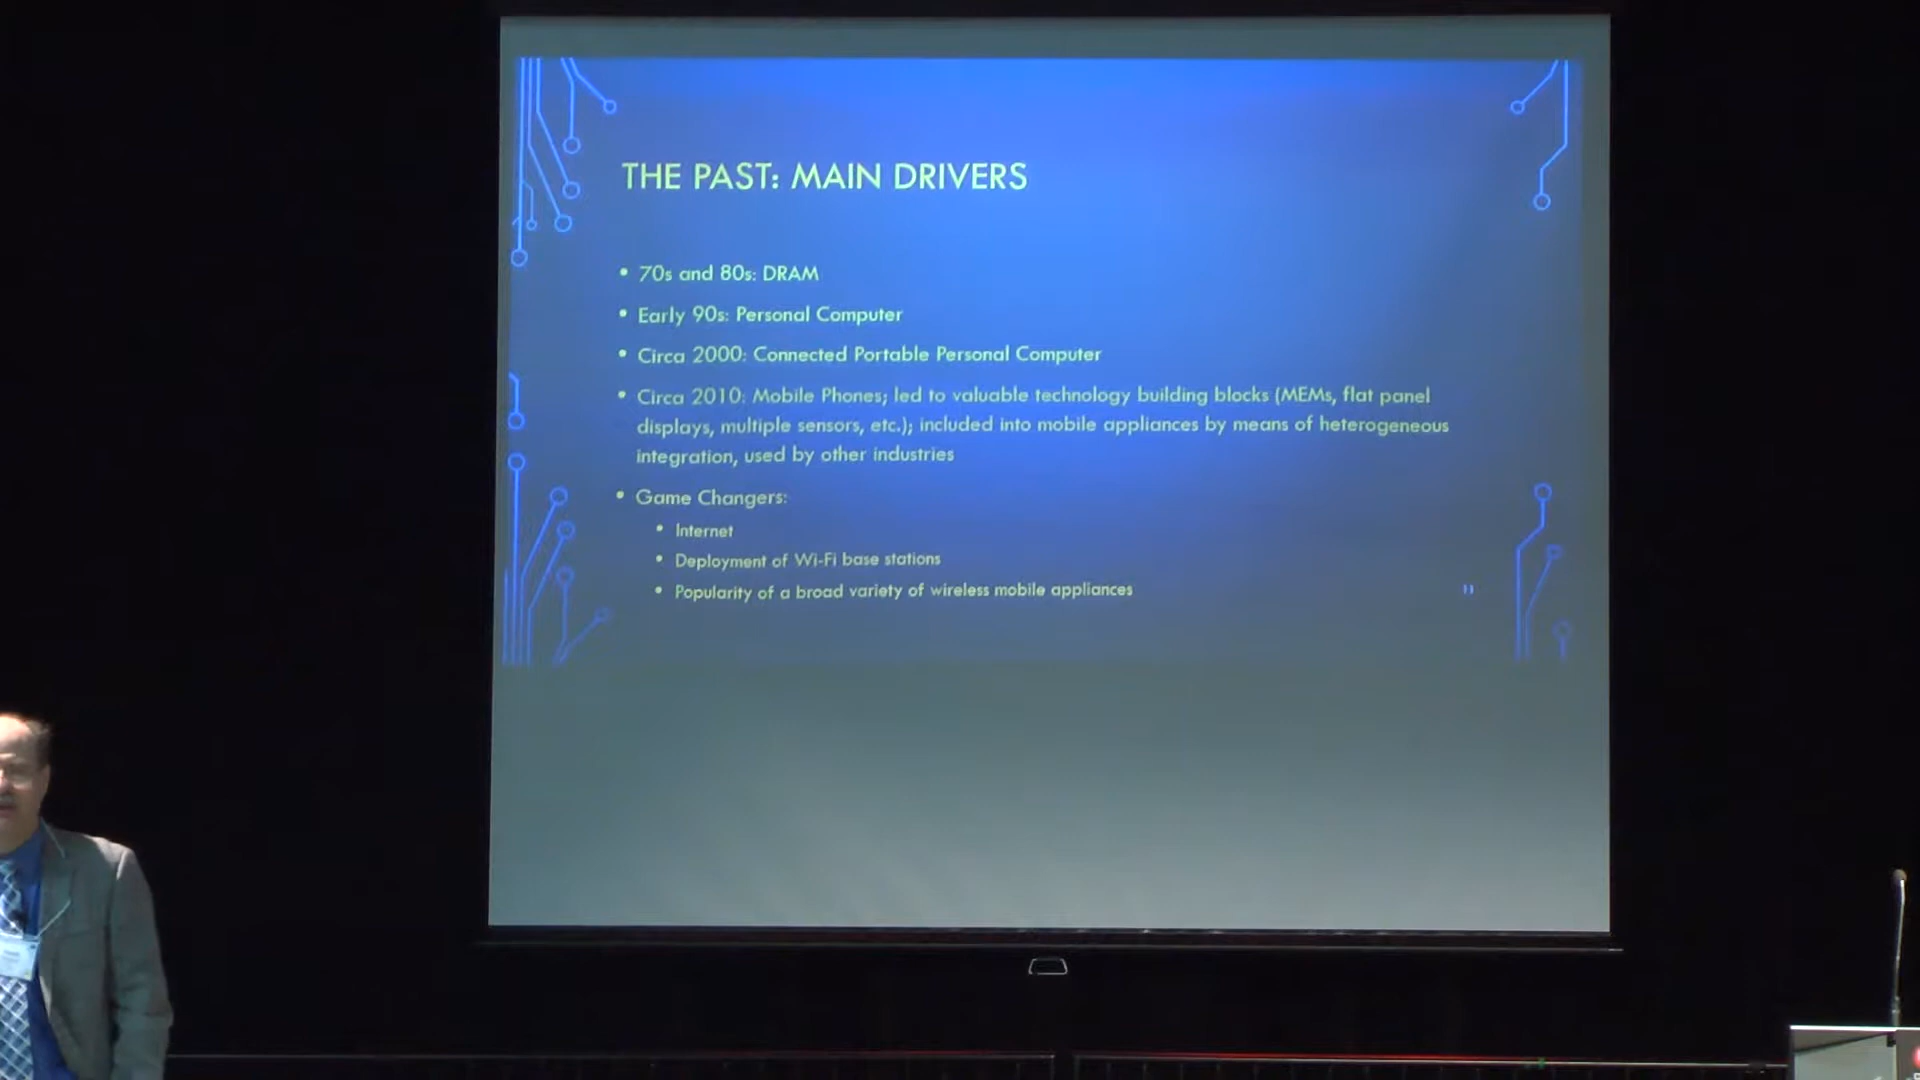 THE PAST: MAIN DRIVERS
• 70s and 80s: DRAM
• Early 90s: Personal Computer
• Circa 2000: Connected Portable Personal Computer
• Circa 2010: Mobile Phones; led to valuable technology building blocks (MEMs, flat panel
displays, multiple sensors, etc.); included into mobile appliances by means of heterogeneous
integration, used by other industries
• Game Changers:
• Internet
• Deployment of Wi-Fi base stations
• Popularity of a broad variety of wireless mobile appliances
11